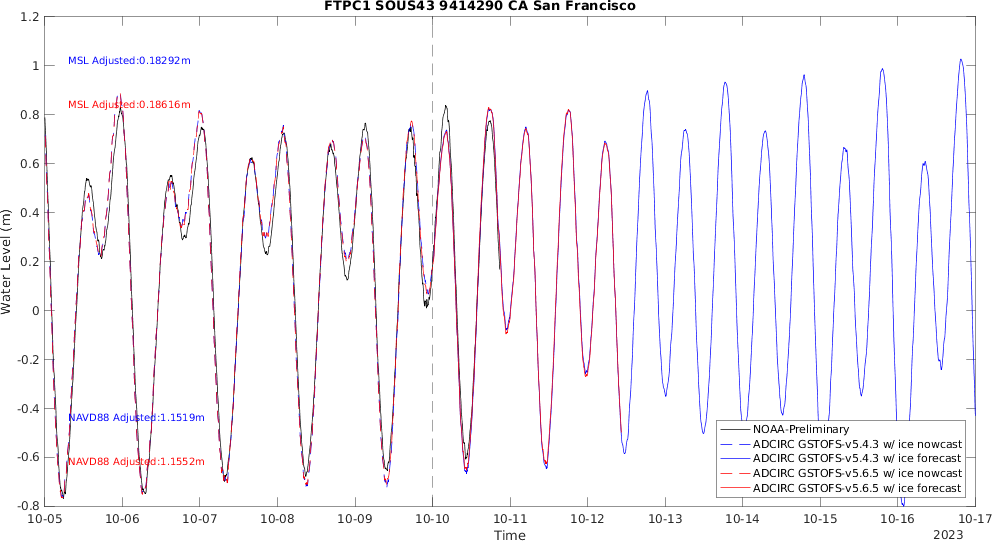 FTPC1 SOUS43 9414290 CA San Francisco
1.2
1
0.8
0.6
0.4
0.2
0
-0.2
-0.4
-0.6
-0.8
Water Level (m)
MSL Adjusted:0.18292m
MSL Adjusted:0.18616m
NAVD88 Adjusted:1.1519m
NAVD88 Adjusted:1.1552m
NOAA-Preliminary
ADCIRC GSTOFS-v5.4.3 w/ ice nowcast
ADCIRC GSTOFS-v5.4.3 w/ ice forecast
ADCIRC GSTOFS-v5.6.5 w/ ice nowcast
ADCIRC GSTOFS-v5.6.5 w/ ice forecast
10-05 10-06 10-07 10-08 10-09 10-10 10-11 10-12 10-13 10-14 10-15 10-16 10-17
Time
2023